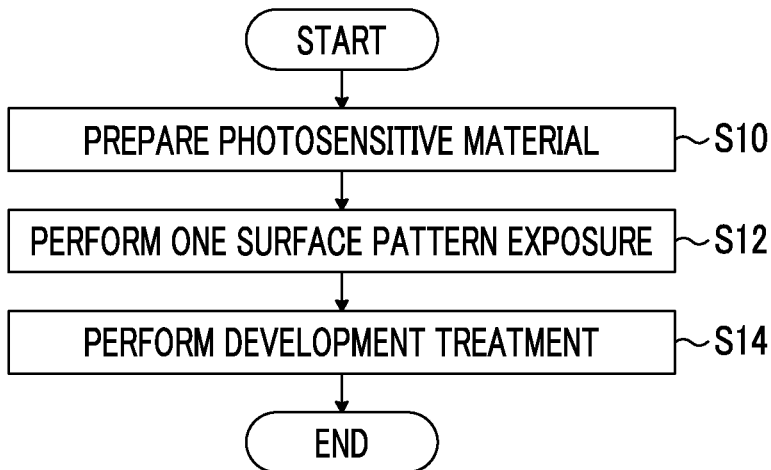 START
PREPARE PHOTOSENSITIVE MATERIAL S10
PERFORM ONE SURFACE PATTERN EXPOSURE S12
PERFORM DEVELOPMENT TREATMENT S14
END